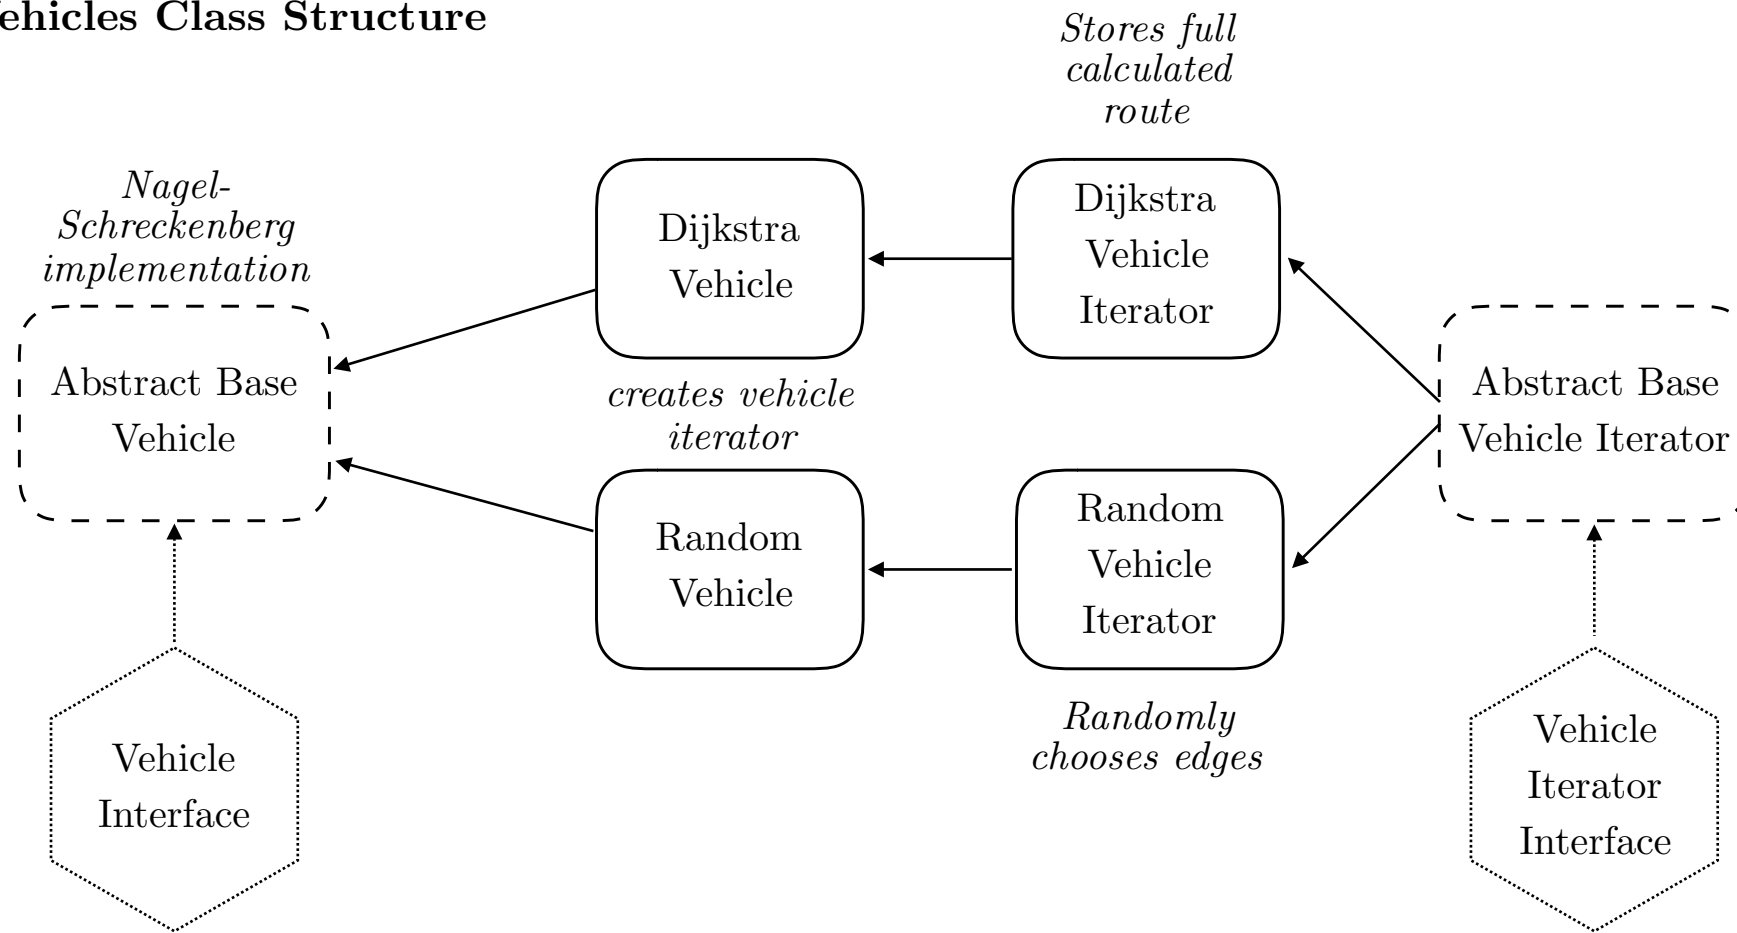 ehicles Class Structure
Stores full
calculated
route
Nagel-
Schreckenberg
implementation
Dijkstra
Vehicle
Dijkstra
Vehicle
Iterator
Abstract Base
Vehicle
creates vehicle
iterator
Abstract Base
Vehicle Iterator
Random
Vehicle
Random
Vehicle
Iterator
Randomly
chooses edges
Vehicle
Interface
Vehicle
Iterator
Interface